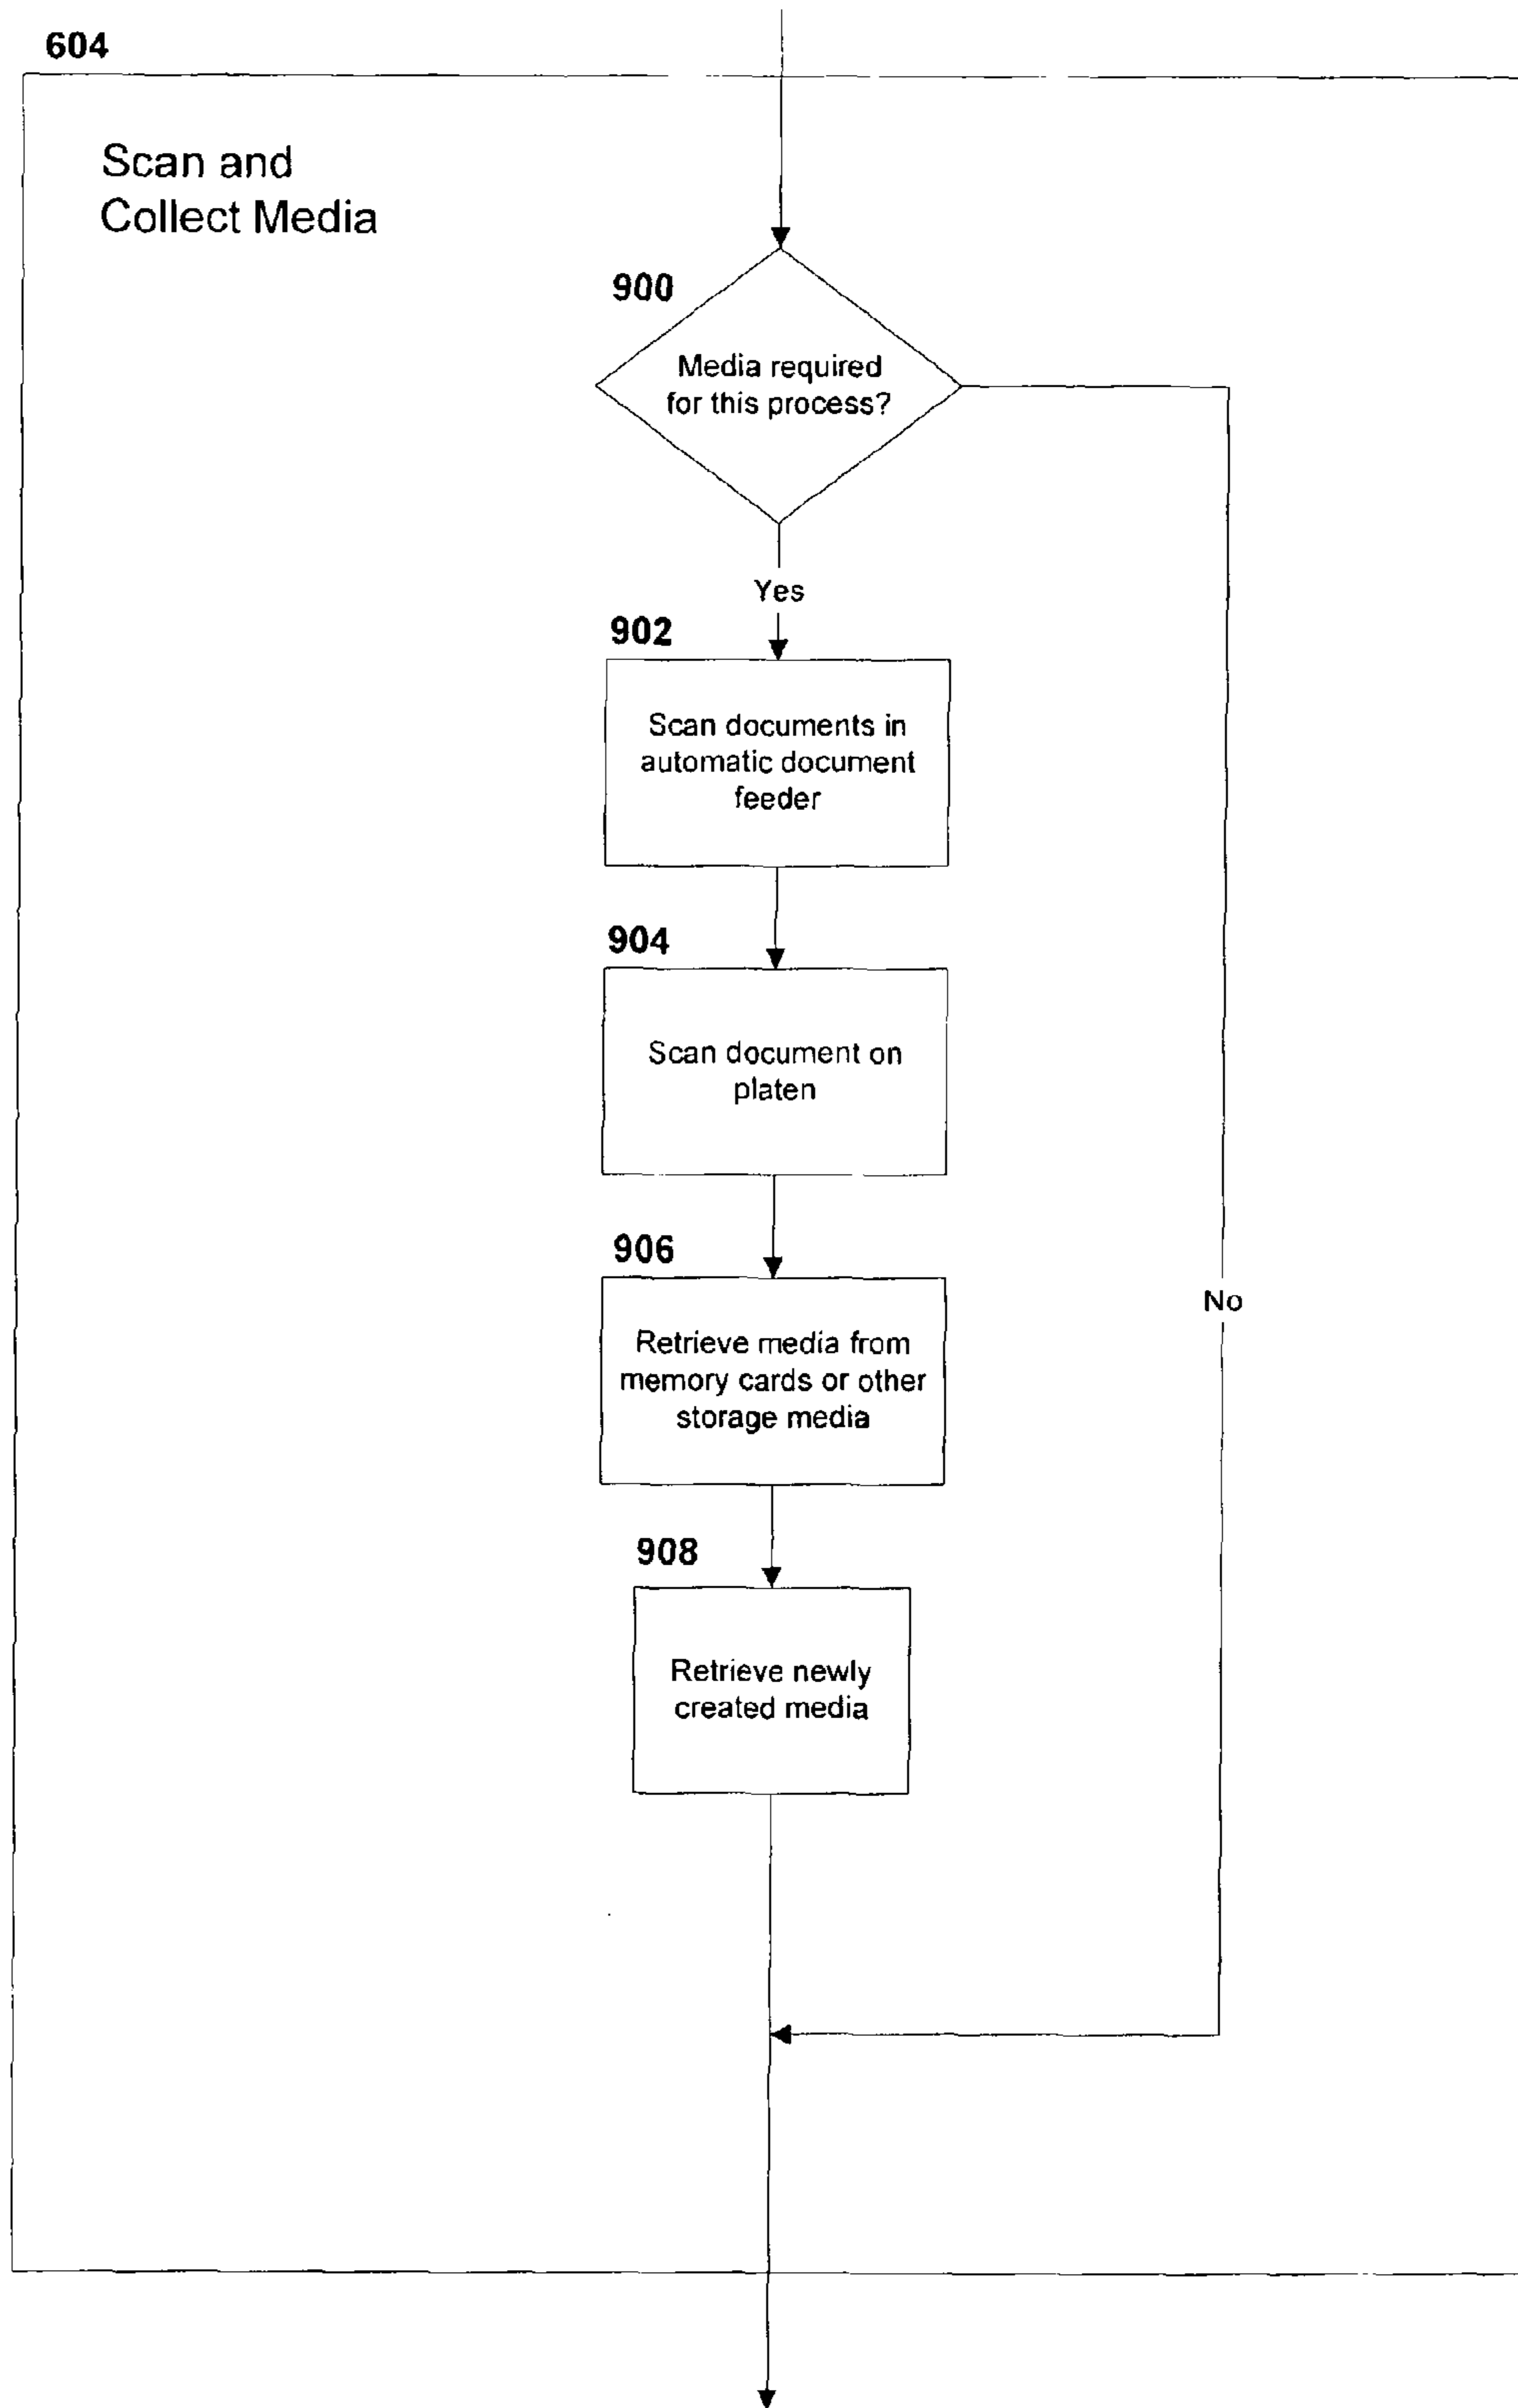 604
Scan and
Collect Media
900
Media required
for this process?
Yes
902
Scan documents in
automatic document
feeder
904
Scan document on
platen
906
Retrieve media from
memory cards or other
storage media
No
908
Retrieve newly
created media